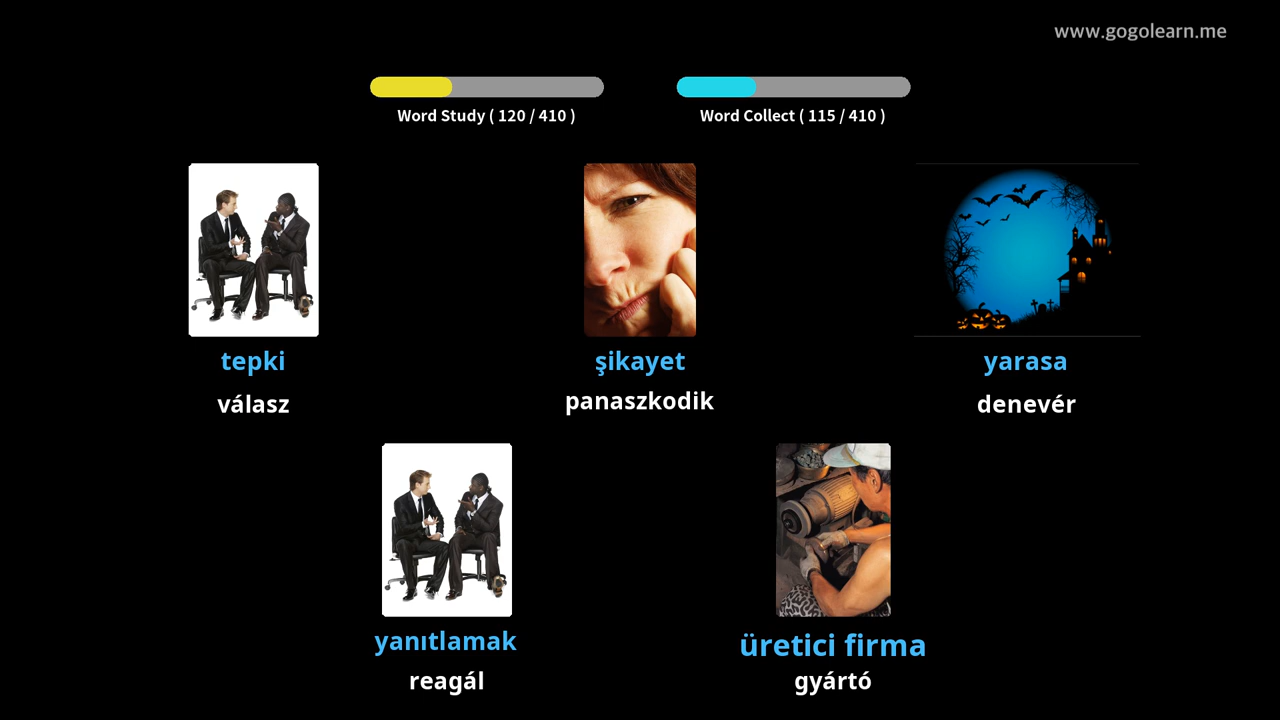 www.gogolearn.me
Word Study ( 120 / 410 )
Word Collect ( 115 / 410 )
tepki
válasz
şikayet
panaszkodik
yarasa
denevér
yanıtlamak
reagál
üretici firma
gyártó